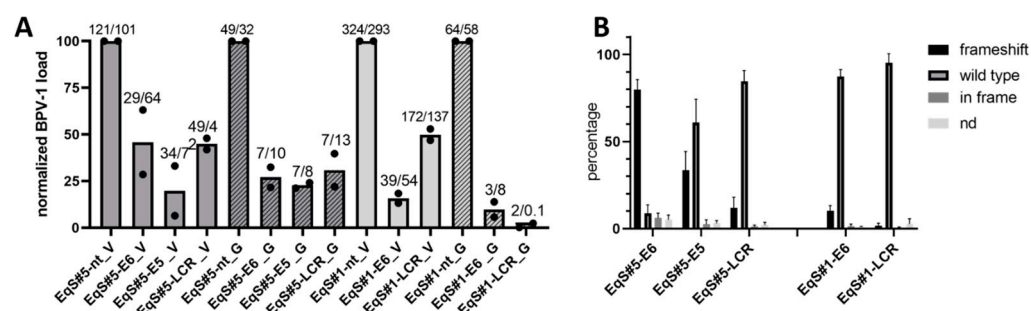 A
normalized BPV-1 load
100
75
50
25
0
121/101
29/64
34/7
49/4
2
49/32
7/10
7/8
7/13
324/293
39/54
172/137
64/58
3/8
2/0.1
EqS#5-nt_V
EqS#5-E6_V
EqS#5-E5_V
EqS#5-LCR_V
EqS#5-nt_G
EqS#5-E6_G
EqS#5-E5_G
EqS#5-LCR_G
EqS#1-nt_V
EqS#1-E6_V
EqS#1-LCR_V
EqS#1-nt_G
EqS#1-E6_G
EqS#1-LCR_G
B
percentage
100
50
0
EqS#5-E6
EqS#5-E5
EqS#5-LCR
EqS#1-E6
EqS#1-LCR
frameshift
wild type
in frame
nd